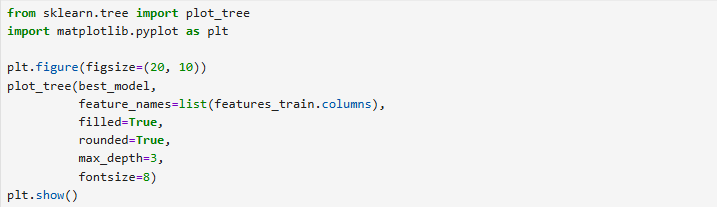 from sklearn.tree import plot_tree
import matplotlib.pyplot as plt

plt.figure(figsize=(20, 10))
plot_tree(best_model,
          feature_names=list(features_train.columns),
          filled=True,
          rounded=True,
          max_depth=3,
          fontsize=8)
plt.show()